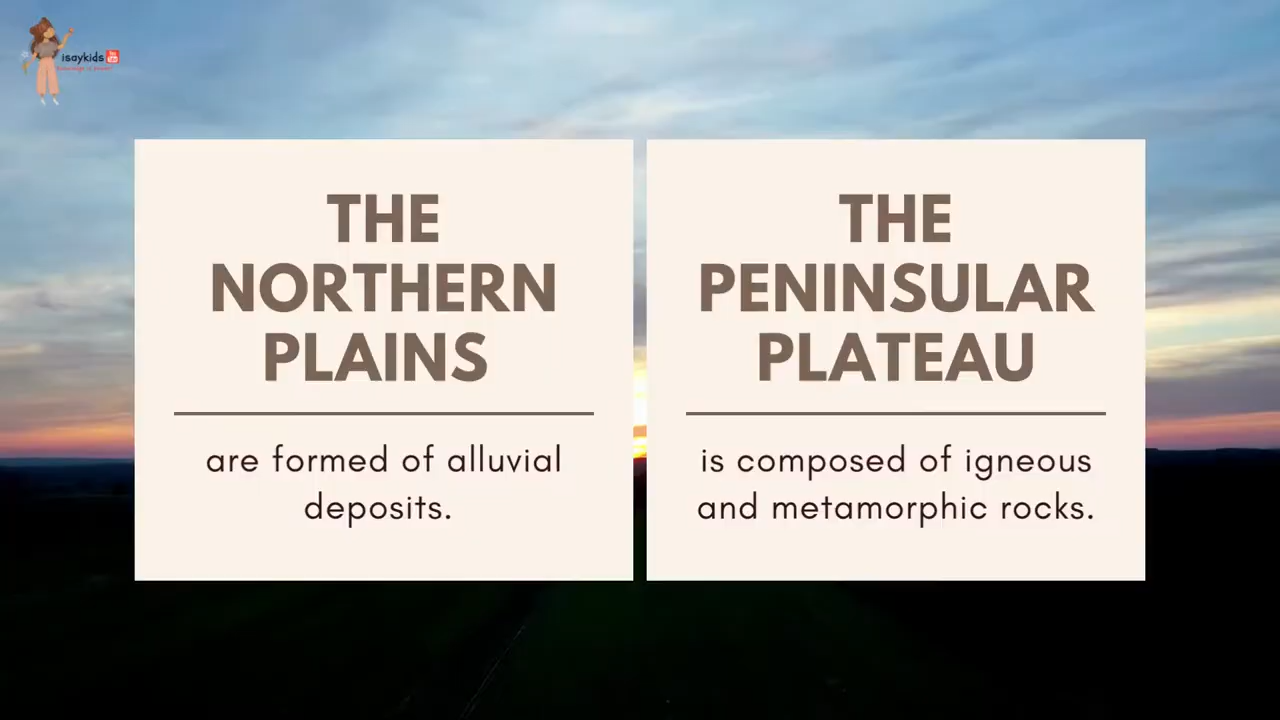 isaykids
THE
NORTHERN
PLAINS
are formed of alluvial
deposits.
THE
PENINSULAR
PLATEAU
is composed of igneous
and metamorphic rocks.